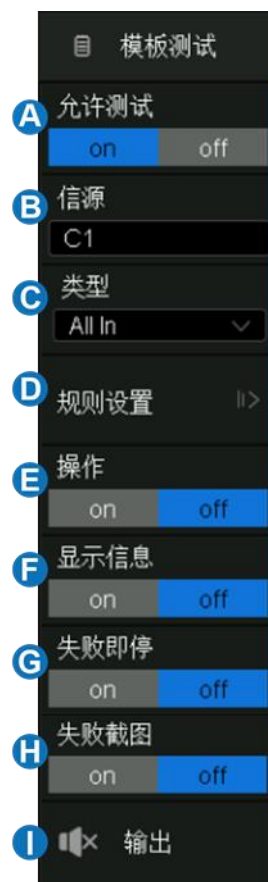 模板测试
A 允许测试
on off
B 信源
C1
C 类型
All In
D 规则设置
E 操作
on off
F 显示信息
on off
G 失败即停
on off
H 失败截图
on off
I 输出